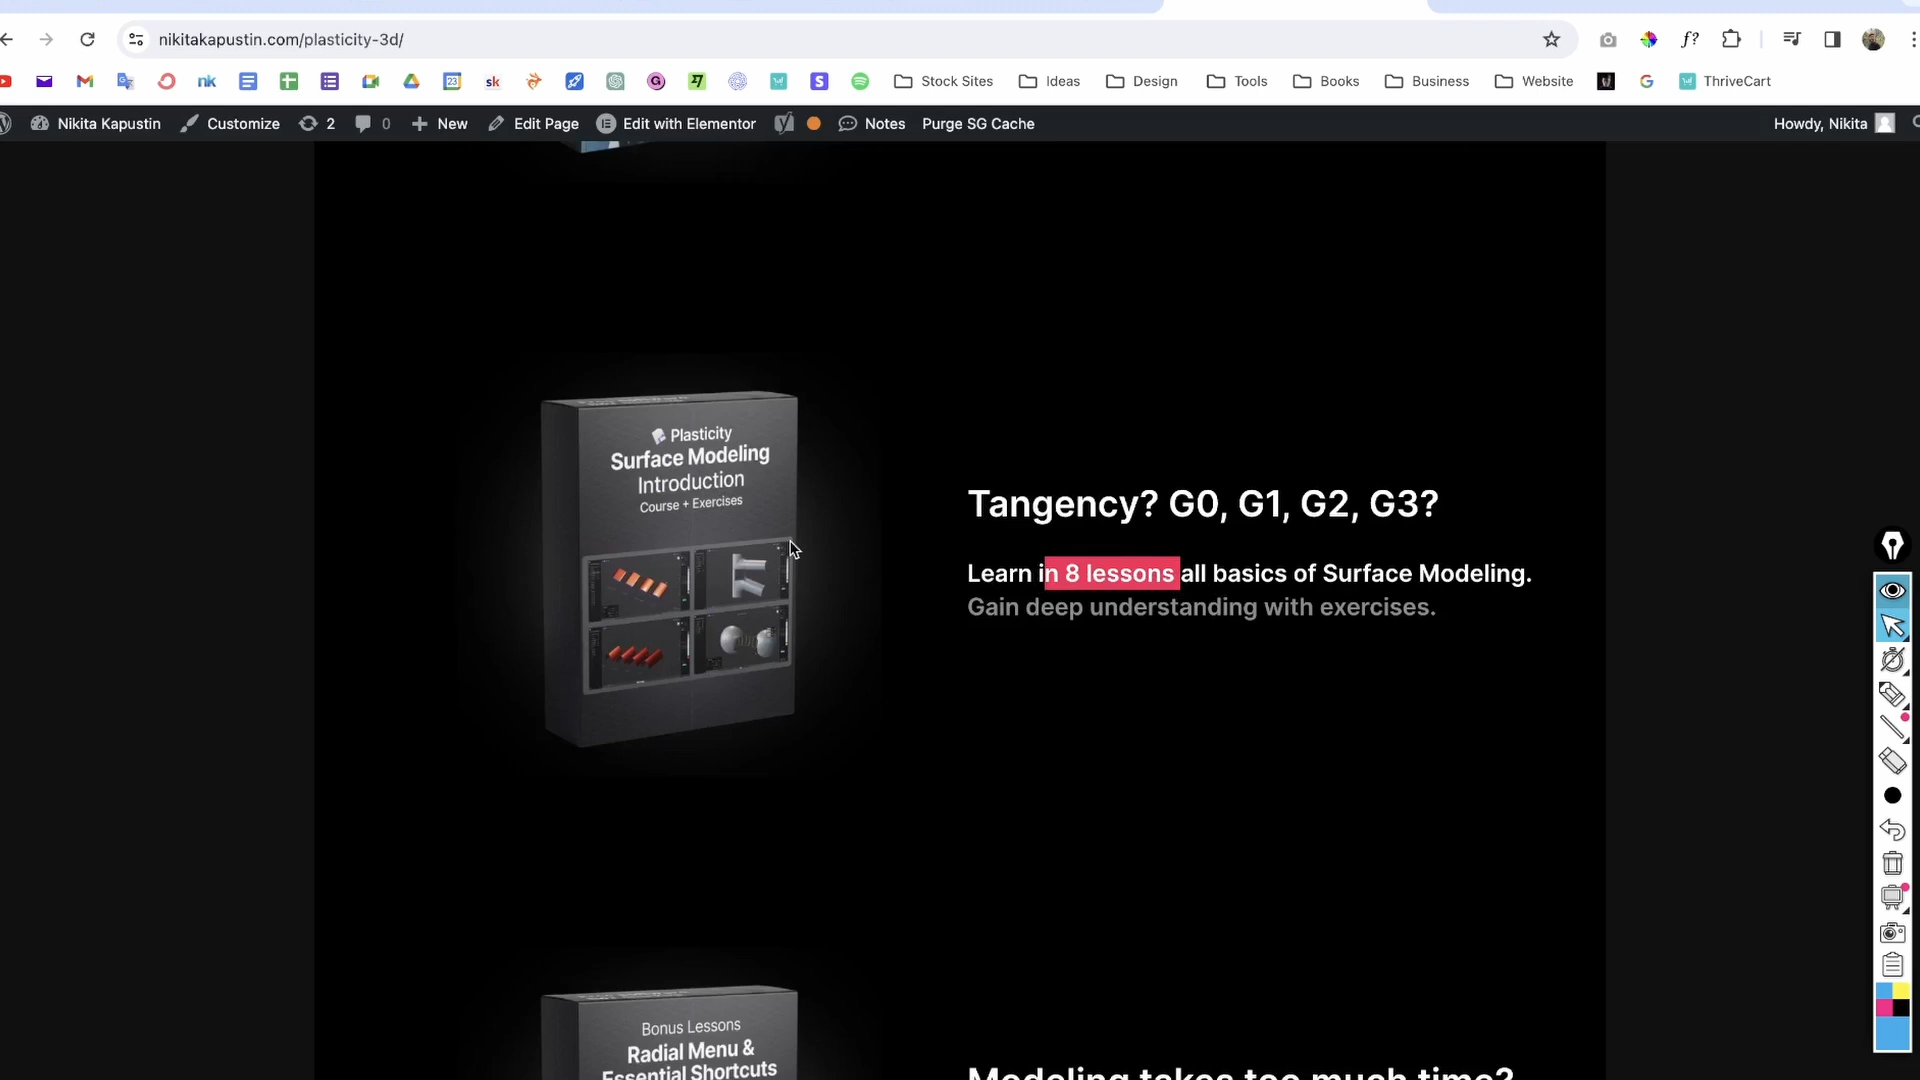 nikitakapustin.com/plasticity-3d/
f?
nk
23
sk
G
S
Stock Sites
Ideas
Design
Tools
Books
Business
Website
G
ThriveCart
Nikita Kapustin
Customize
2
0
New
Edit Page
Edit with Elementor
Notes
Purge SG Cache
Howdy, Nikita
Plasticity
Surface Modeling
Introduction
Course + Exercises
Tangency? G0, G1, G2, G3?
Learn in 8 lessons all basics of Surface Modeling.
Gain deep understanding with exercises.
Bonus Lessons
Radial Menu &
Essential Shortcuts
Modeling takes too much time?